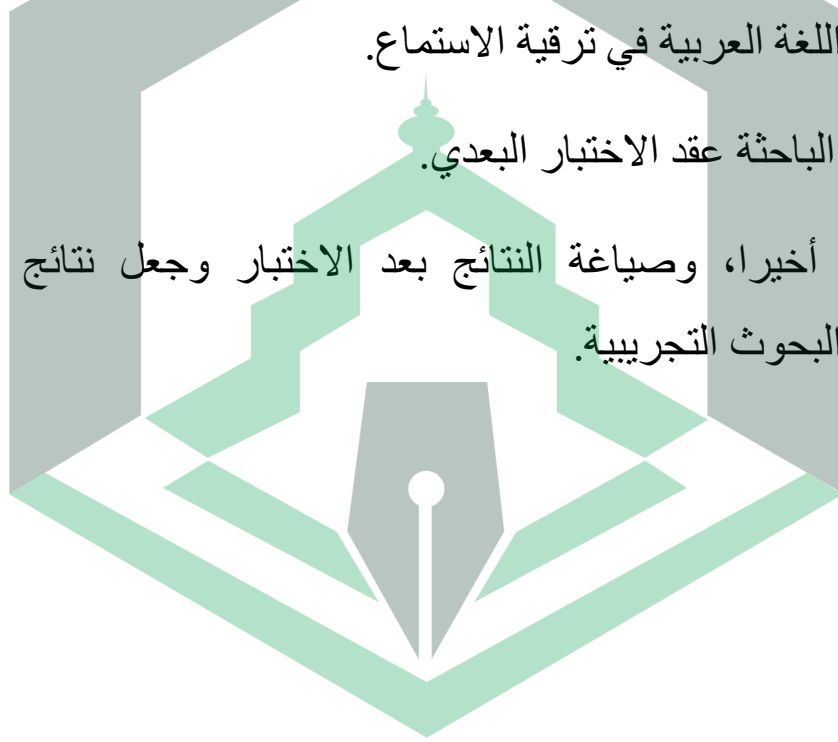 اللغة العربية في ترقية الاستماع.
الباحثة عقد الاختبار البعدي.
أخيرا، وصياغة النتائج بعد الاختبار وجعل نتائج
البحوث التجريبية.